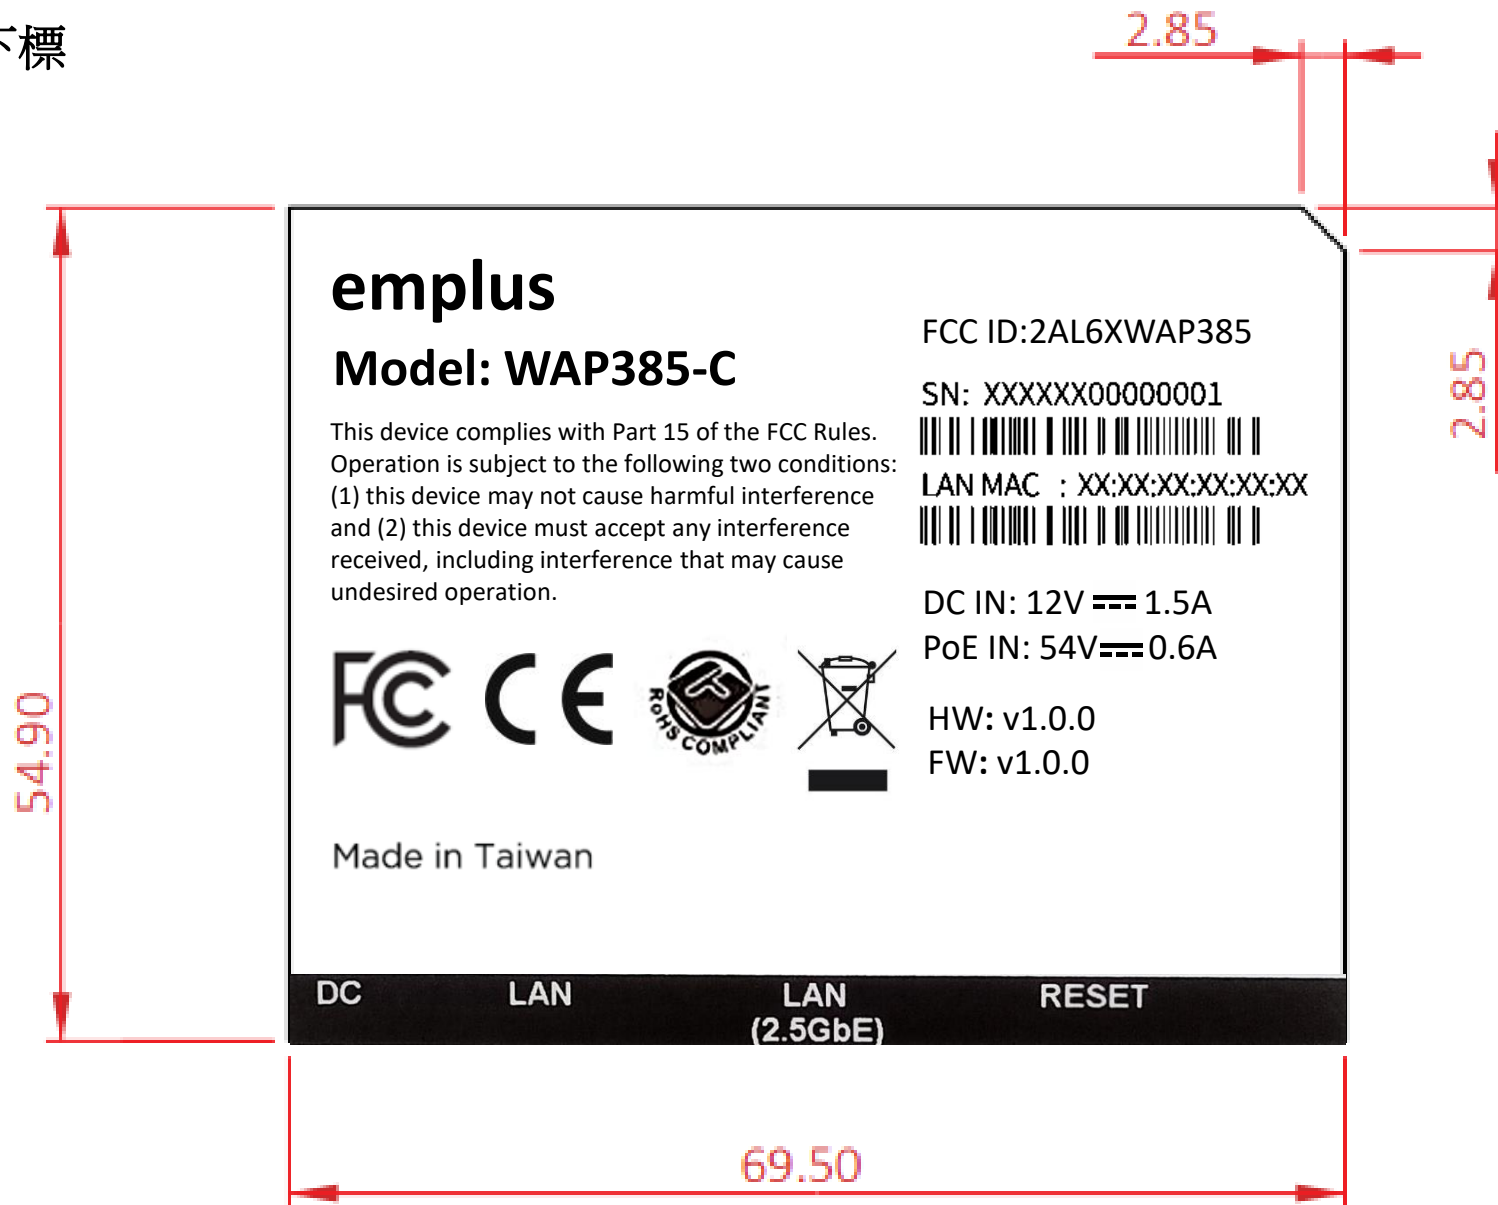 下標
2.85
2.85
54.90
emplus
Model: WAP385-C
This device complies with Part 15 of the FCC Rules.
Operation is subject to the following two conditions:
(1) this device may not cause harmful interference
and (2) this device must accept any interference
received, including interference that may cause
undesired operation.
FCC ID:2AL6XWAP385
SN: XXXXXX00000001
LAN MAC : XX:XX:XX:XX:XX:XX
DC IN: 12V 1.5A
PoE IN: 54V 0.6A
HW: v1.0.0
FW: v1.0.0
FC
CE
RoHS COMPLIANT
Made in Taiwan
DC
LAN
LAN
(2.5GbE)
RESET
69.50